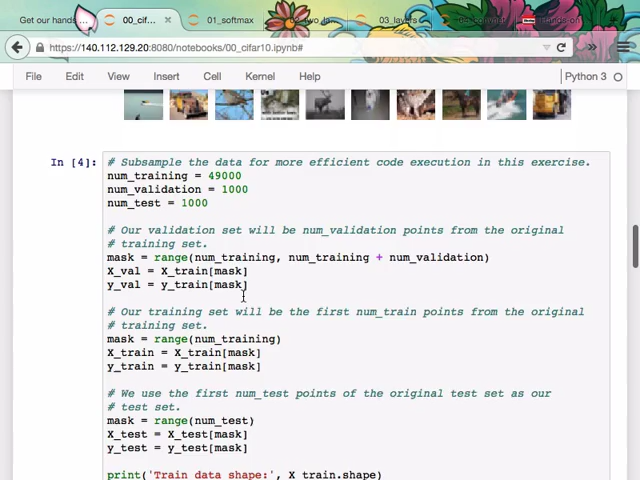 Get our hands ...
00_cif...
01_softmax
02_two_la...
03_layers
https://140.112.129.20:8080/notebooks/00_cifar10.ipynb#
File Edit View Insert Cell Kernel Help
Python 3
In [4]:
# Subsample the data for more efficient code execution in this exercise.
num_training = 49000
num_validation = 1000
num_test = 1000
# Our validation set will be num_validation points from the original
# training set.
mask = range(num_training, num_training + num_validation)
X_val = X_train[mask]
y_val = y_train[mask]
# Our training set will be the first num_train points from the original
# training set.
mask = range(num_training)
X_train = X_train[mask]
y_train = y_train[mask]
# We use the first num_test points of the original test set as our
# test set.
mask = range(num_test)
X_test = X_test[mask]
y_test = y_test[mask]
print('Train data shape:', X_train.shape)